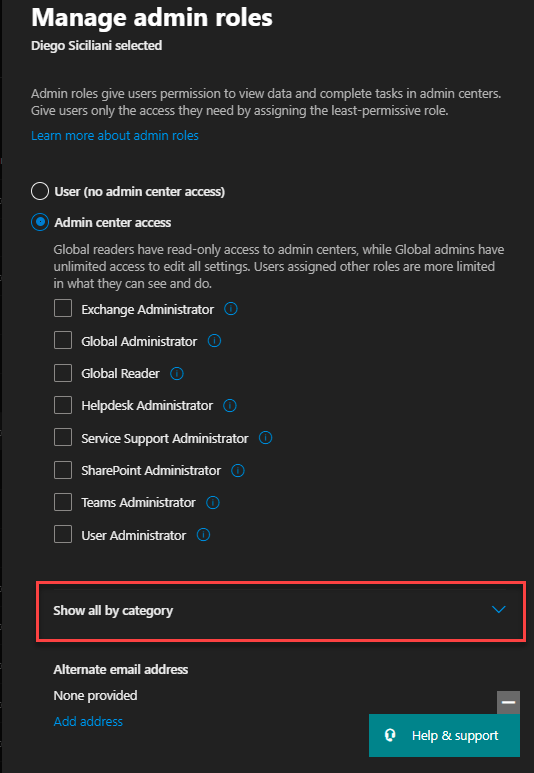 Manage admin roles
Diego Siciliani selected
Admin roles give users permission to view data and complete tasks in admin centers.
Give users only the access they need by assigning the least-permissive role.
Learn more about admin roles
User (no admin center access)
Admin center access
Global readers have read-only access to admin centers, while Global admins have
unlimited access to edit all settings. Users assigned other roles are more limited
in what they can see and do.
Exchange Administrator
Global Administrator
Global Reader
Helpdesk Administrator
Service Support Administrator
SharePoint Administrator
Teams Administrator
User Administrator
Show all by category
Alternate email address
None provided
Add address
Help & support